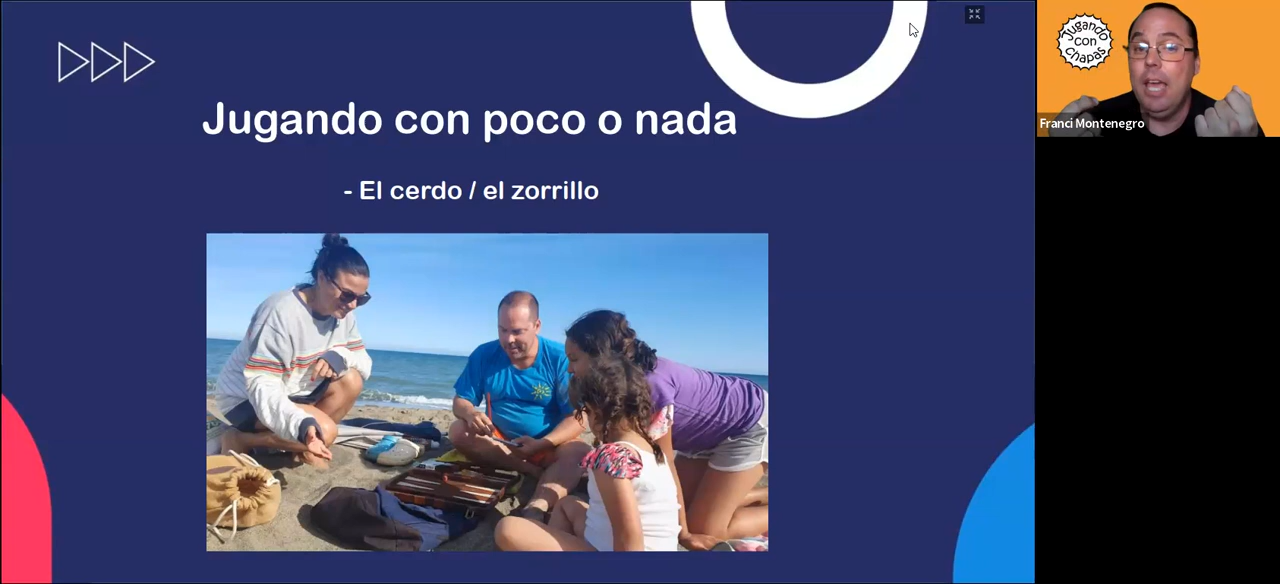 Jugando con poco o nada
- El cerdo / el zorrillo
Jugando
con
chapas
Franci Montenegro